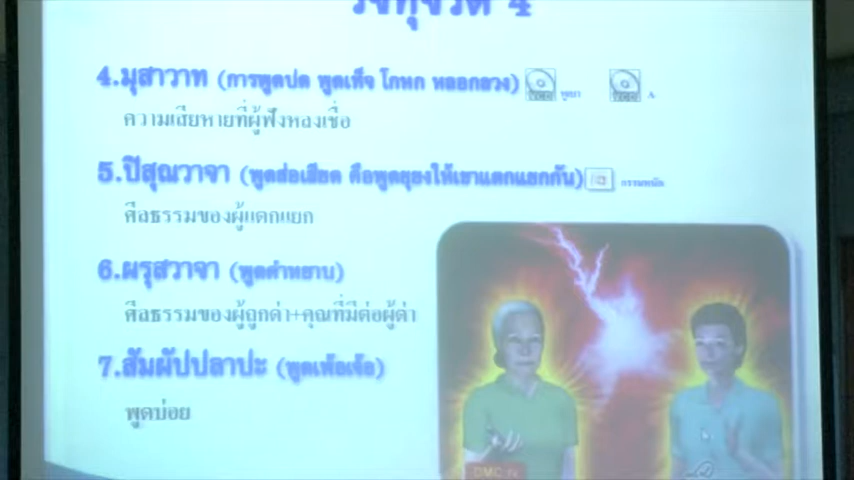 วจีทุจริต 4
4.มุสาวาท (การพูดปด พูดเท็จ โกหก หลอกลวง)
ความเสียหายที่ผู้ฟังหลงเชื่อ
5.ปิสุณวาจา (พูดส่อเสียด คือพูดยุยงให้เขาแตกแยกกัน)
ศีลธรรมของผู้แตกแยก
6.ผรุสวาจา (พูดคำหยาบ)
ศีลธรรมของผู้ถูกด่า+คุณที่มีต่อผู้ด่า
7.สัมผัปปลาปะ (พูดเพ้อเจ้อ)
พูดบ่อย
DMC.tv